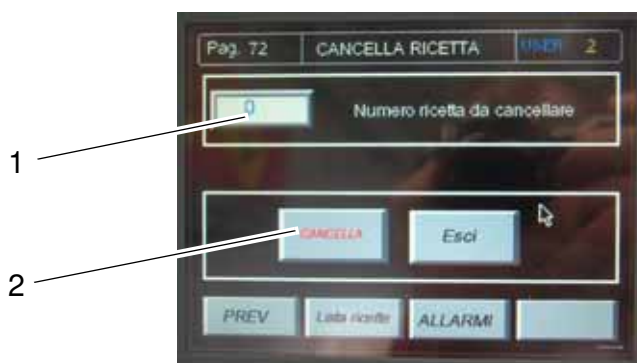 Pag. 72 CANCELLA RICETTA USER 2
0 Numero ricetta da cancellare
1
CANCELLA Esci
2
PREV Lista ricette ALLARMI